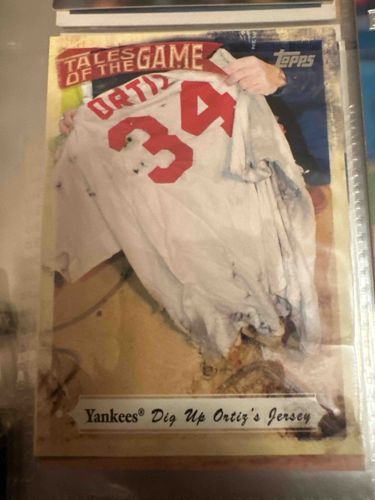 TALES OF THE
GAME
Topps
ORTIZ
34
Yankees® Dig Up Ortiz's Jersey